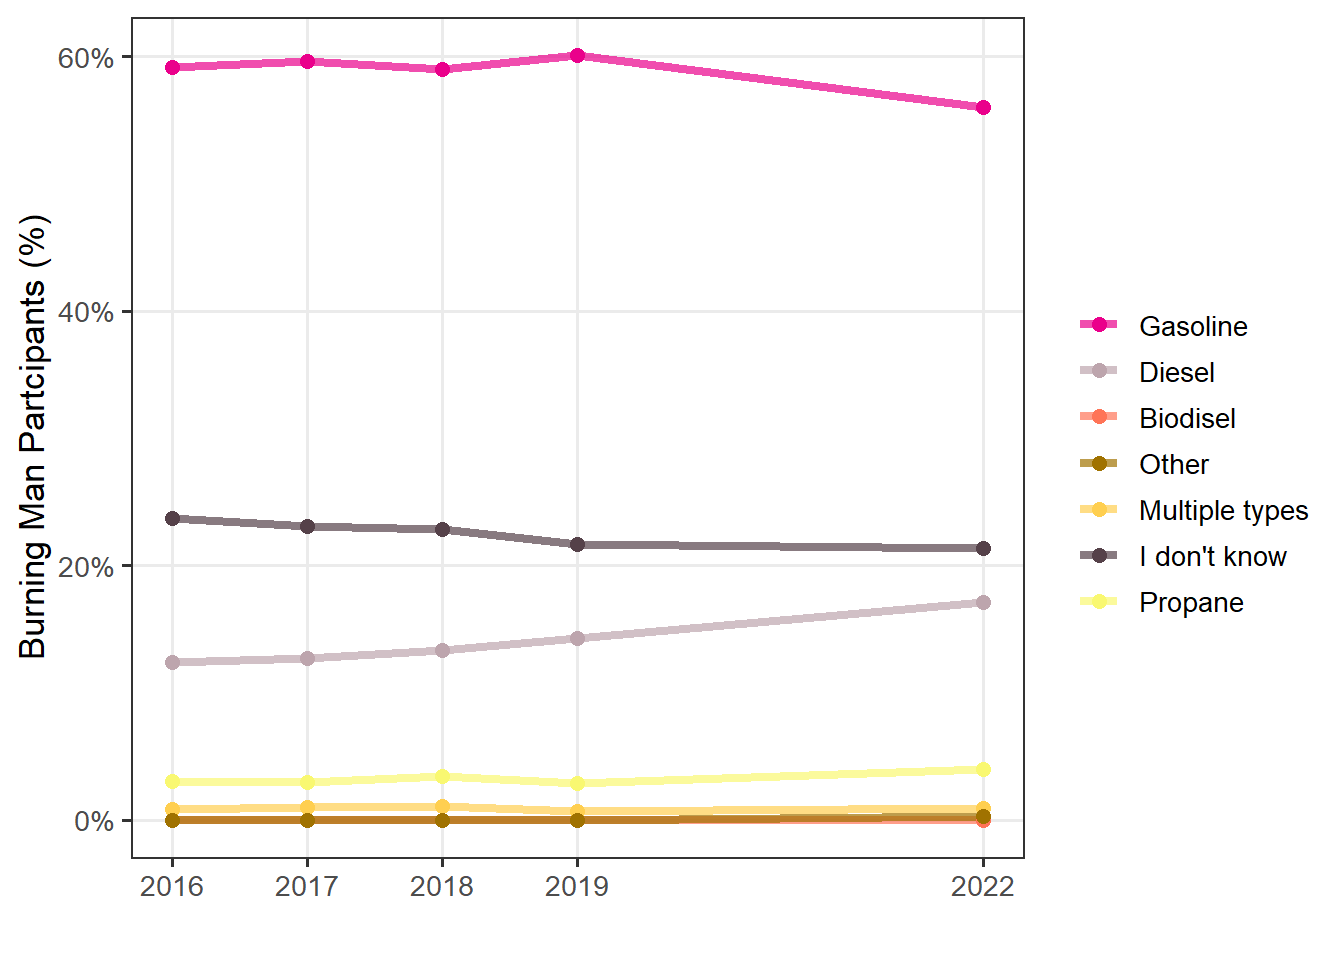 Burning Man Partcipants (%)
60%
40%
20%
0%
2016 2017 2018 2019 2022
Gasoline
Diesel
Biodisel
Other
Multiple types
I don't know
Propane